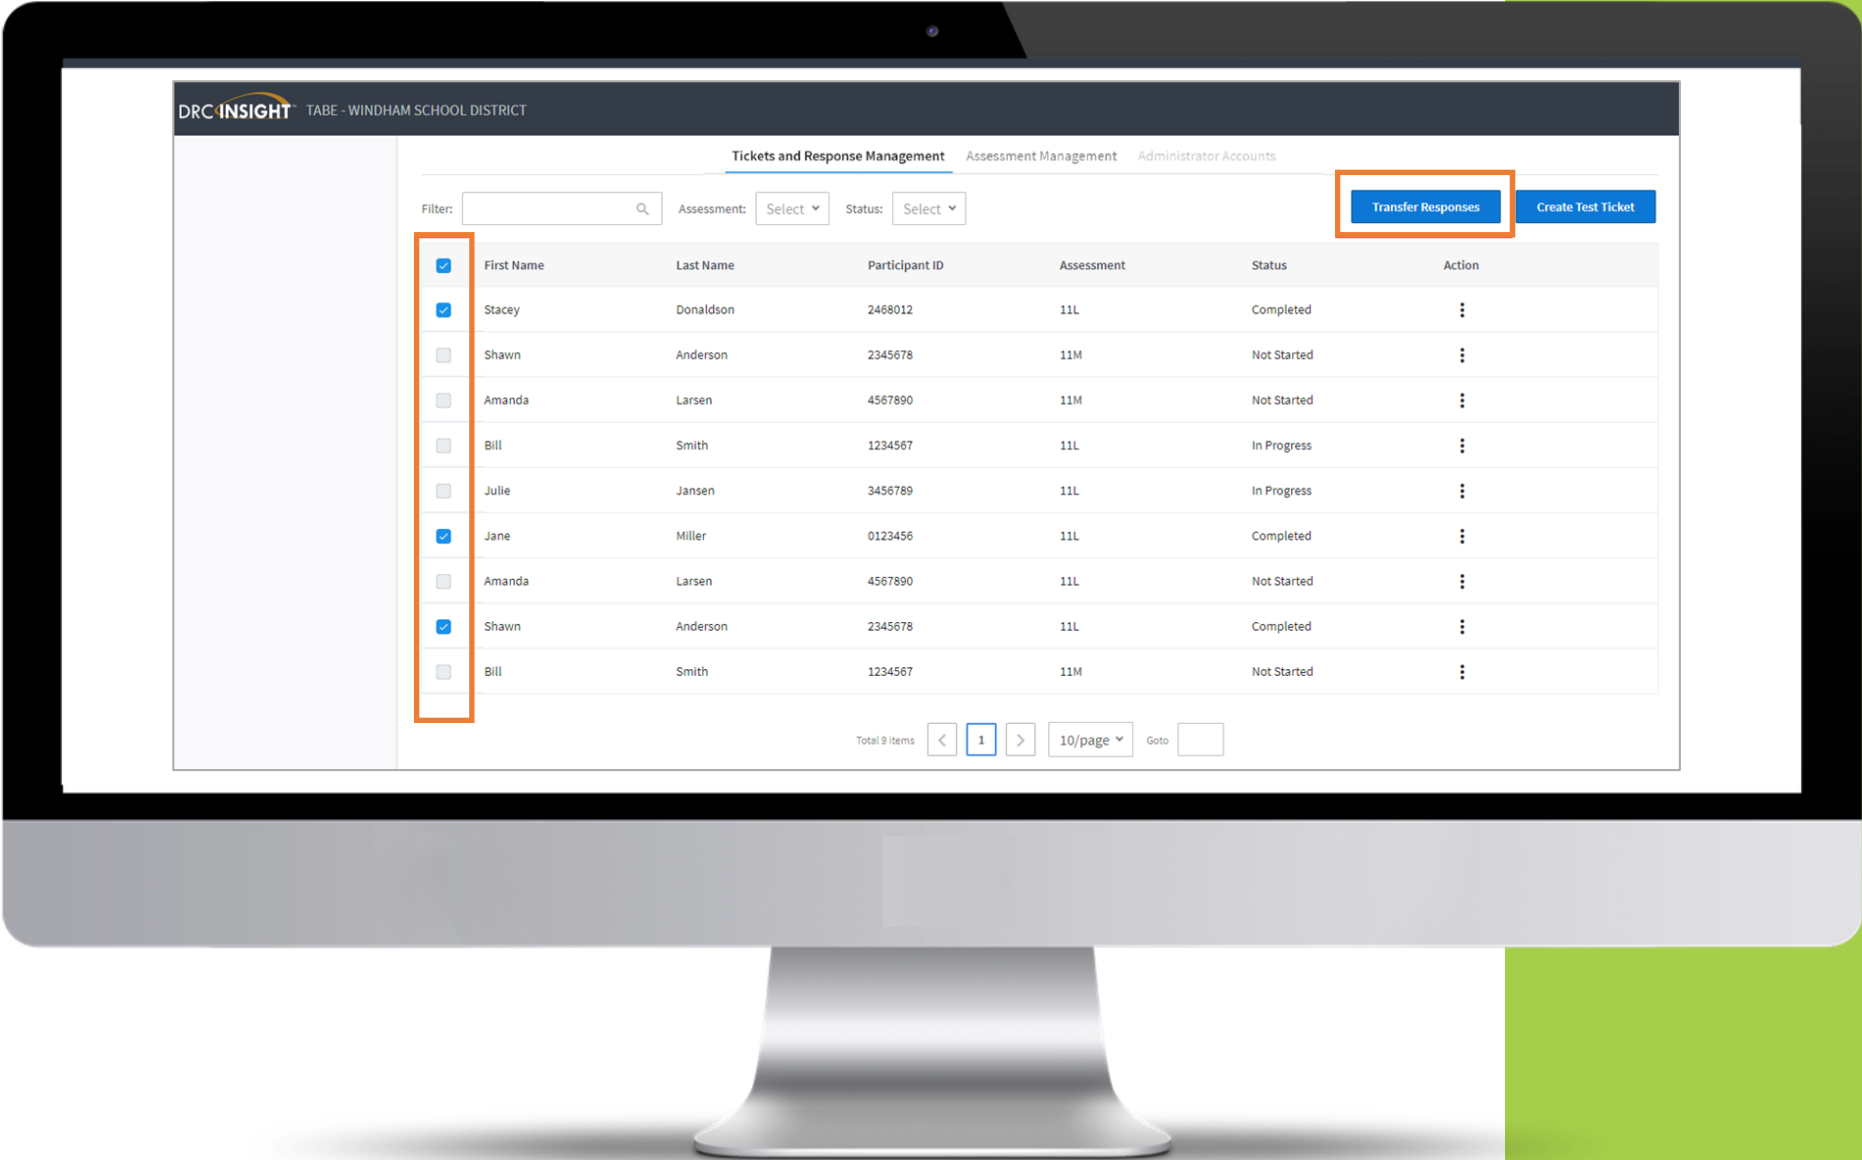 DRC INSIGHT™ TABE - WINDHAM SCHOOL DISTRICT
Tickets and Response Management Assessment Management Administrator Accounts
Filter: Assessment: Select Status: Select Transfer Responses Create Test Ticket
First Name Last Name Participant ID Assessment Status Action
Stacey Donaldson 2468012 11L Completed
Shawn Anderson 2345678 11M Not Started
Amanda Larsen 4567890 11M Not Started
Bill Smith 1234567 11L In Progress
Julie Jansen 3456789 11L In Progress
Jane Miller 0123456 11L Completed
Amanda Larsen 4567890 11L Not Started
Shawn Anderson 2345678 11L Completed
Bill Smith 1234567 11M Not Started
Total 9 items 1 10/page Goto